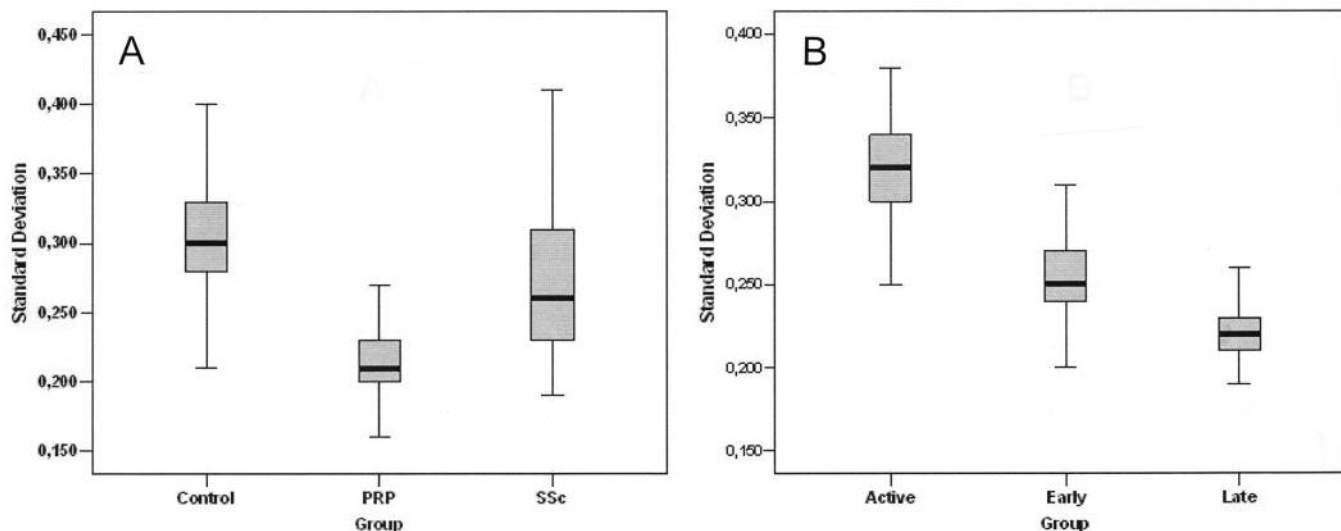 A
0,450
0,400
0,350
0,300
0,250
0,200
0,150
Standard Deviation
Control PRP SSc
Group
B
0,400
0,350
0,300
0,250
0,200
0,150
Standard Deviation
Active Early Late
Group